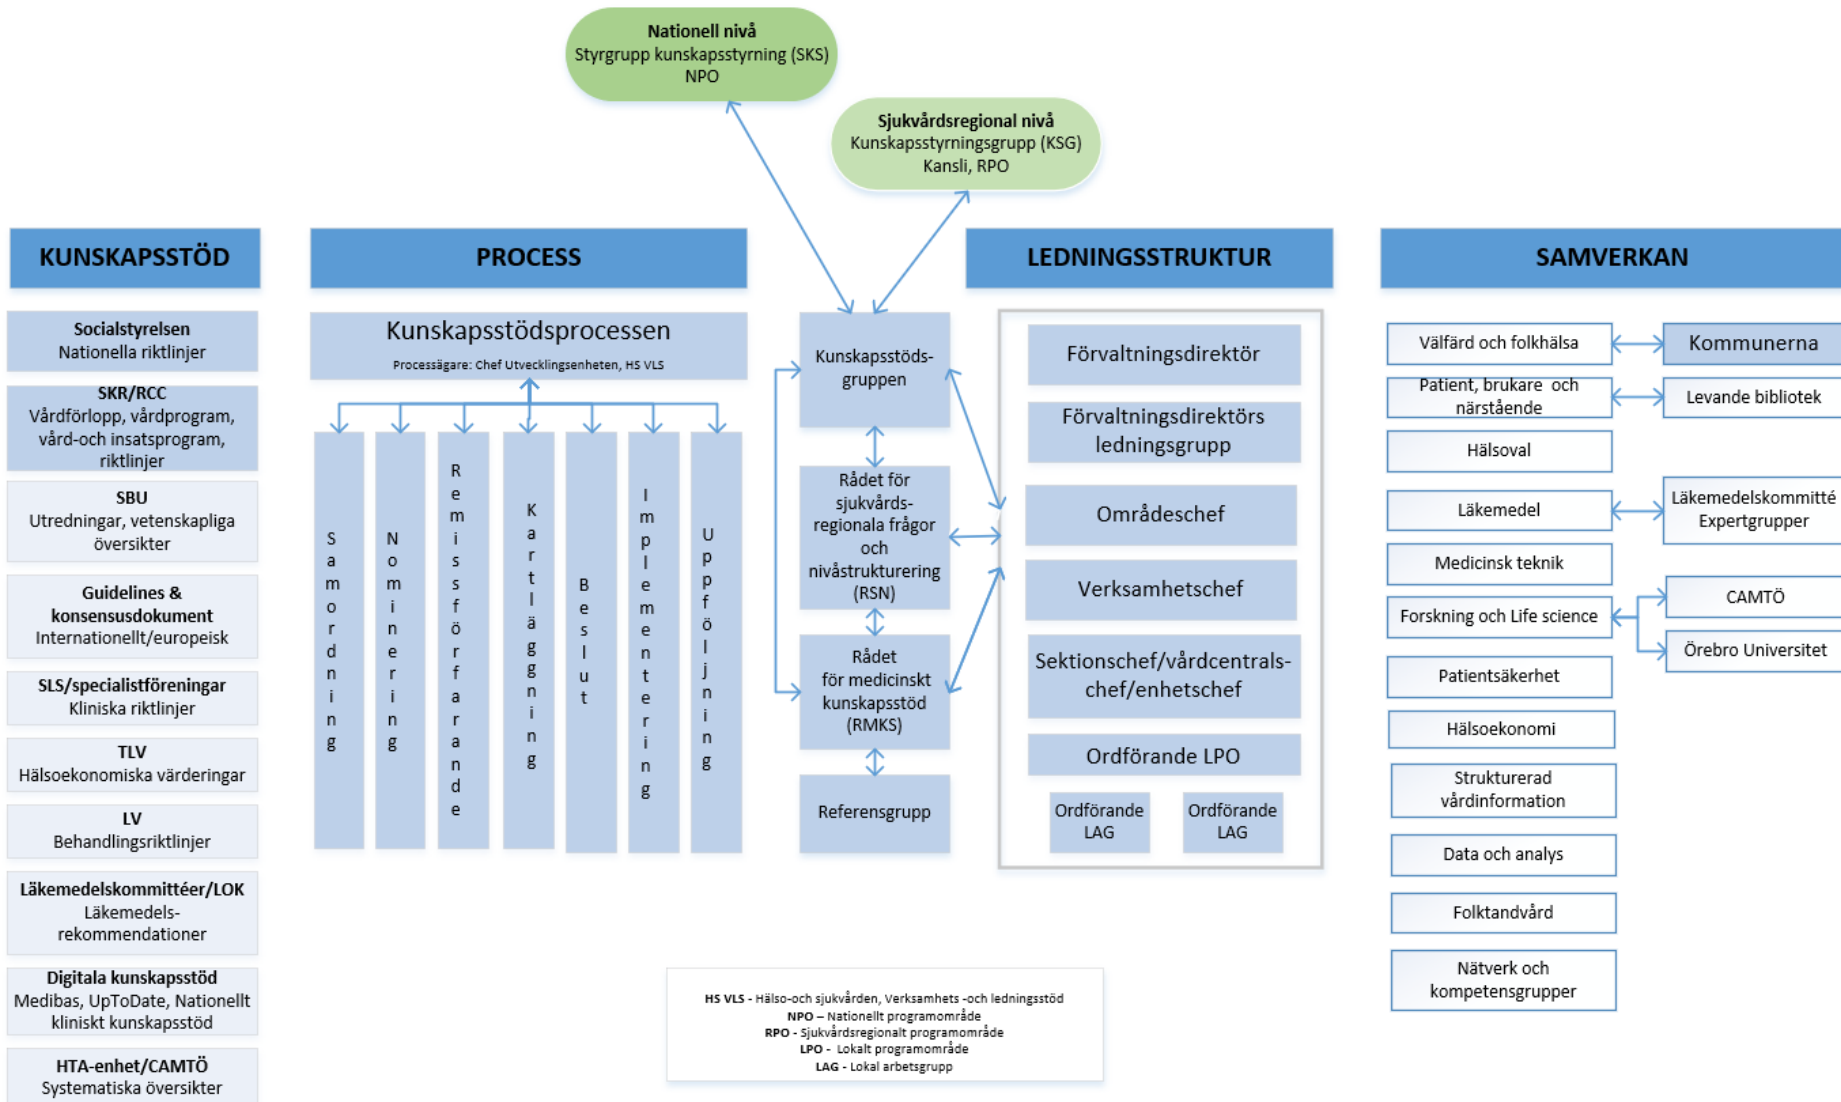 Nationell nivå
Styrgrupp kunskapsstyrning (SKS)
NPO
Sjukvårdsregional nivå
Kunskapsstyrningsgrupp (KSG)
Kansli, RPO
KUNSKAPSSTÖD
Socialstyrelsen
Nationella riktlinjer
SKR/RCC
Vårdförlopp, vårdprogram,
vård-och insatsprogram,
riktlinjer
SBU
Utredningar, vetenskapliga
översikter
Guidelines &
konsensusdokument
Internationellt/europeisk
SLS/specialistföreningar
Kliniska riktlinjer
TLV
Hälsoekonomiska värderingar
LV
Behandlingsriktlinjer
Läkemedelskommittéer/LOK
Läkemedels-
rekommendationer
Digitala kunskapsstöd
Medibas, UpToDate, Nationellt
kliniskt kunskapsstöd
HTA-enhet/CAMTÖ
Systematiska översikter
PROCESS
Kunskapsstödsprocessen
Processägare: Chef Utvecklingsenheten, HS VLS
Samordning
Nominering
Remissförfarande
Kartläggning
Beslut
Implementering
Uppföljning
Kunskapsstöds-
gruppen
Rådet för
sjukvårds-
regionala frågor
och
nivåstrukturering
(RSN)
Rådet
för medicinskt
kunskapsstöd
(RMKS)
Referensgrupp
LEDNINGSSTRUKTUR
Förvaltningsdirektör
Förvaltningsdirektörs
ledningsgrupp
Områdeschef
Verksamhetschef
Sektionschef/vårdcentrals-
chef/enhetschef
Ordförande LPO
Ordförande
LAG
Ordförande
LAG
SAMVERKAN
Välfärd och folkhälsa
Kommunerna
Patient, brukare och
närstående
Levande bibliotek
Hälsoval
Läkemedel
Läkemedelskommitté
Expertgrupper
Medicinsk teknik
Forskning och Life science
CAMTÖ
Örebro Universitet
Patientsäkerhet
Hälsoekonomi
Strukturerad
vårdinformation
Data och analys
Folktandvård
Nätverk och
kompetensgrupper
HS VLS - Hälso-och sjukvården, Verksamhets -och ledningsstöd
NPO – Nationellt programområde
RPO - Sjukvårdsregionalt programområde
LPO - Lokalt programområde
LAG - Lokal arbetsgrupp